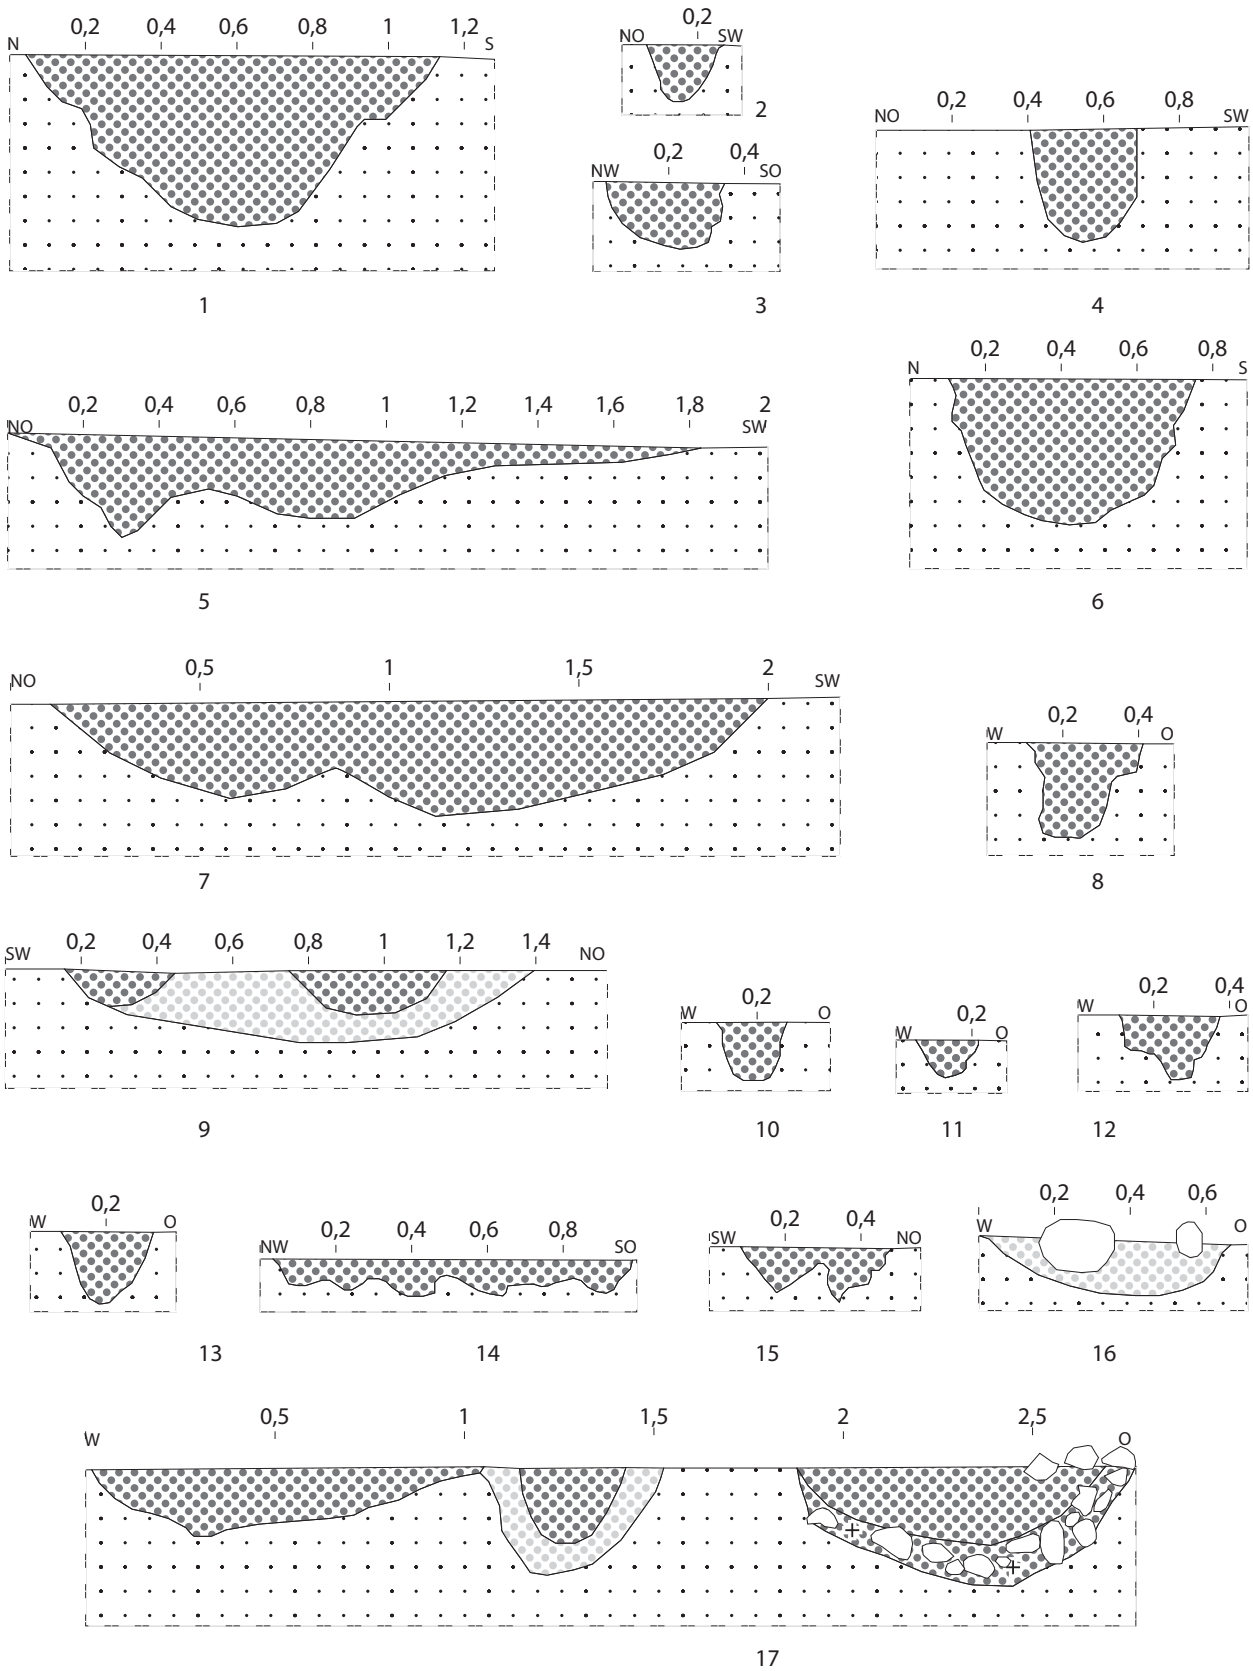 0,2 0,4 0,6 0,8 1 1,2
N S
1
0,2
NO SW
2
0,2 0,4
NW SO
3
0,2 0,4 0,6 0,8
NO SW
4
0,2 0,4 0,6 0,8 1 1,2 1,4 1,6 1,8 2
NO SW
5
0,2 0,4 0,6 0,8
N S
6
0,5 1 1,5 2
NO SW
7
0,2 0,4
W O
8
0,2 0,4 0,6 0,8 1 1,2 1,4
SW NO
9
0,2
W O
10
0,2
W O
11
0,2 0,4
W O
12
0,2
W O
13
0,2 0,4 0,6 0,8
NW SO
14
0,2 0,4
SW NO
15
0,2 0,4 0,6
W O
16
0,5 1 1,5 2 2,5
W O
+
+
17